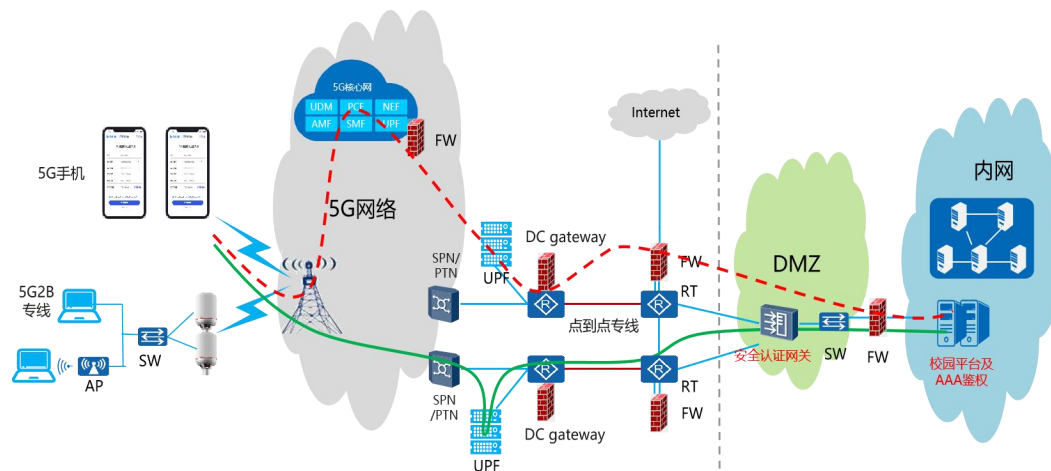 5G核心网
UDM
PCF
NEF
AMF
SMF
UPF
FW
Internet
5G手机
5G网络
内网
DC gateway
SPN/
PTN
UPF
FW
DMZ
RT
点到点专线
5G2B
专线
SW
AP
安全认证网关
SW
FW
校园平台及
AAA鉴权
SPN
/PTN
RT
FW
DC gateway
UPF